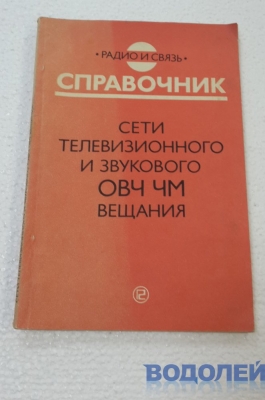 • РАДИО И СВЯЗЬ •
СПРАВОЧНИК
СЕТИ
ТЕЛЕВИЗИОННОГО
И ЗВУКОВОГО
ОВЧ ЧМ
ВЕЩАНИЯ
ВОДОЛЕЙ